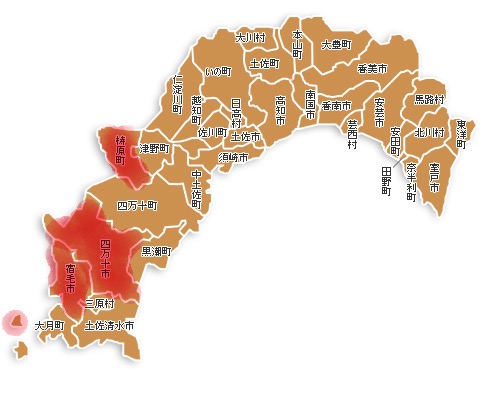 大川村
本山町
大豊町
土佐町
いの町
香美市
仁淀川町
越知町
日高村
高知市
南国市
香南市
安芸市
馬路村
佐川町
土佐市
芸西村
安田町
北川村
東洋町
梼原町
津野町
須崎市
田野町
奈半利町
室戸市
中土佐町
四万十町
四万十市
黒潮町
宿毛市
三原村
大月町
土佐清水市